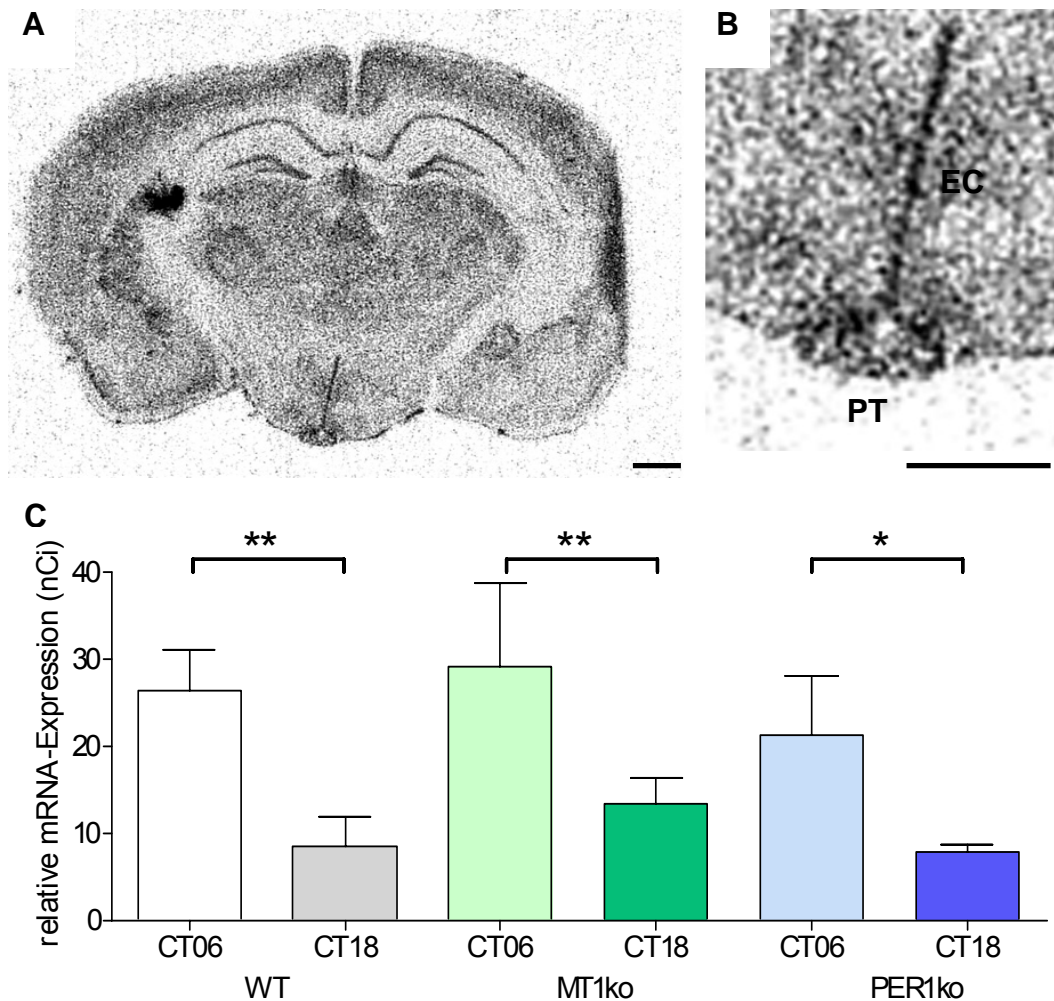 A
B
EC
PT
C
relative mRNA-Expression (nCi)
** ** *
40
30
20
10
0
CT06 CT18 CT06 CT18 CT06 CT18
WT MT1ko PER1ko